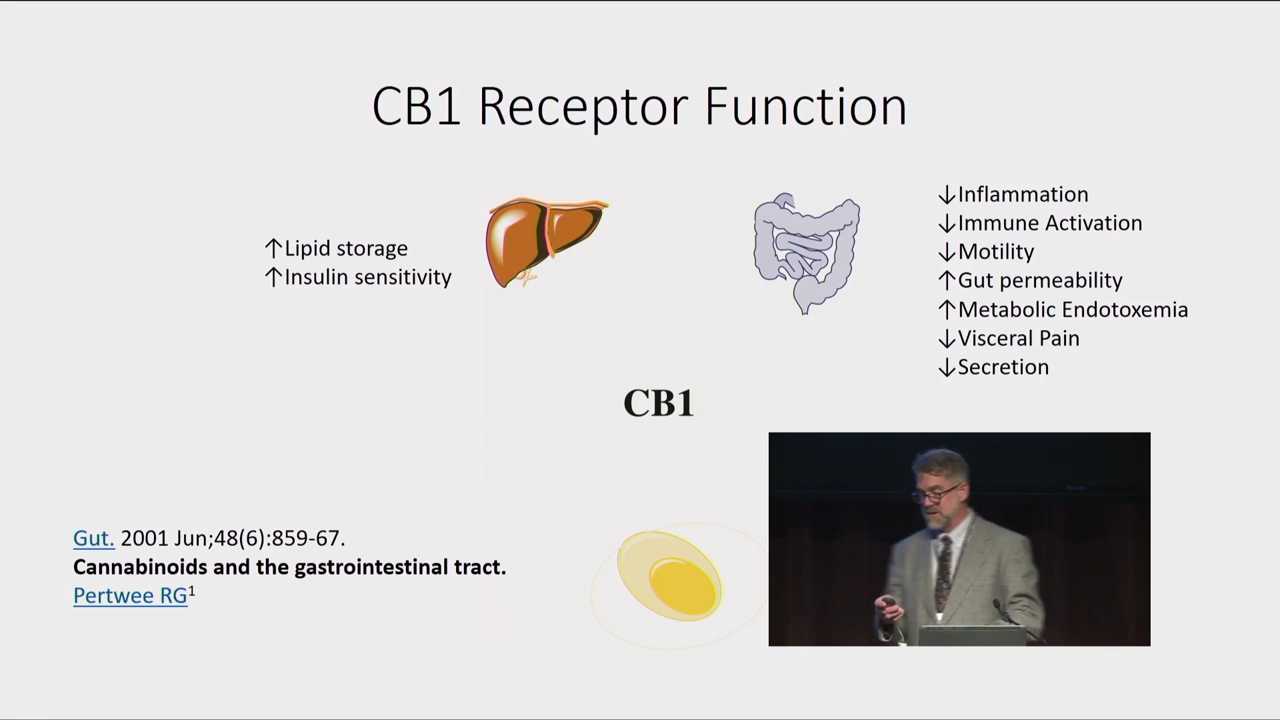 CB1 Receptor Function
↑Lipid storage
↑Insulin sensitivity
↓Inflammation
↓Immune Activation
↓Motility
↑Gut permeability
↑Metabolic Endotoxemia
↓Visceral Pain
↓Secretion
CB1
Gut. 2001 Jun;48(6):859-67.
Cannabinoids and the gastrointestinal tract.
Pertwee RG¹